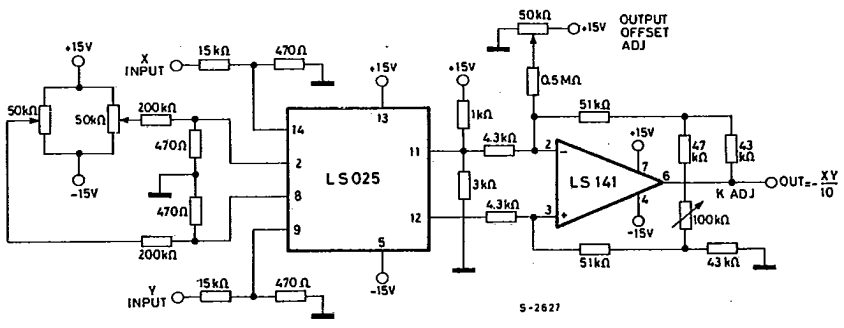 50kΩ
+15V
OUTPUT
OFFSET
ADJ
X
INPUT
15kΩ
470Ω
+15V
+15V
+15V
0.5MΩ
50kΩ
50kΩ
200kΩ
13
1kΩ
51kΩ
470Ω
14
11
4.3kΩ
2
−
+15V
7
47
kΩ
43
kΩ
2
LS025
LS141
6
K ADJ
OUT=-XY/10
-15V
8
3kΩ
4
470Ω
12
4.3kΩ
3
+
-15V
100kΩ
9
200kΩ
5
51kΩ
43kΩ
-15V
Y
INPUT
15kΩ
470Ω
S-2627